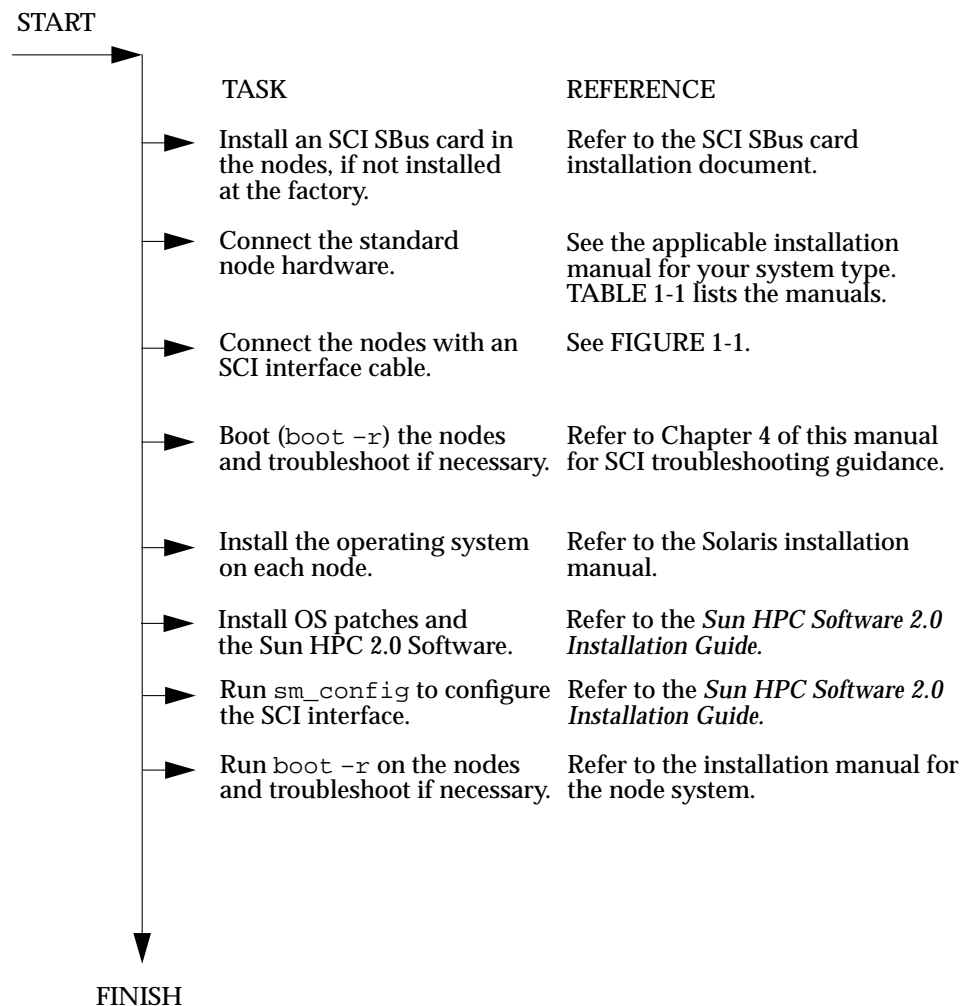 START
TASK
REFERENCE
Install an SCI SBus card in
the nodes, if not installed
at the factory.
Refer to the SCI SBus card
installation document.
Connect the standard
node hardware.
See the applicable installation
manual for your system type.
TABLE 1-1 lists the manuals.
Connect the nodes with an
SCI interface cable.
See FIGURE 1-1.
Boot (boot –r) the nodes
and troubleshoot if necessary.
Refer to Chapter 4 of this manual
for SCI troubleshooting guidance.
Install the operating system
on each node.
Refer to the Solaris installation
manual.
Install OS patches and
the Sun HPC 2.0 Software.
Refer to the Sun HPC Software 2.0
Installation Guide.
Run sm_config to configure
the SCI interface.
Refer to the Sun HPC Software 2.0
Installation Guide.
Run boot –r on the nodes
and troubleshoot if necessary.
Refer to the installation manual for
the node system.
FINISH